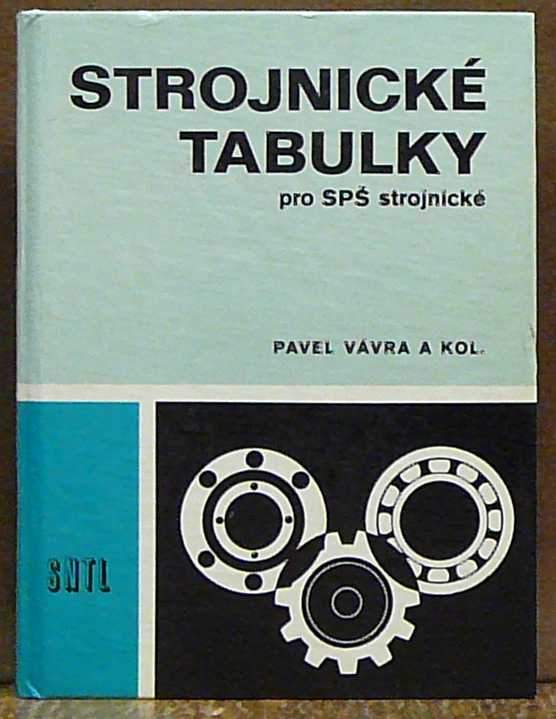 STROJNICKÉ
TABULKY
pro SPŠ strojnické
PAVEL VÁVRA A KOL.
SNTL